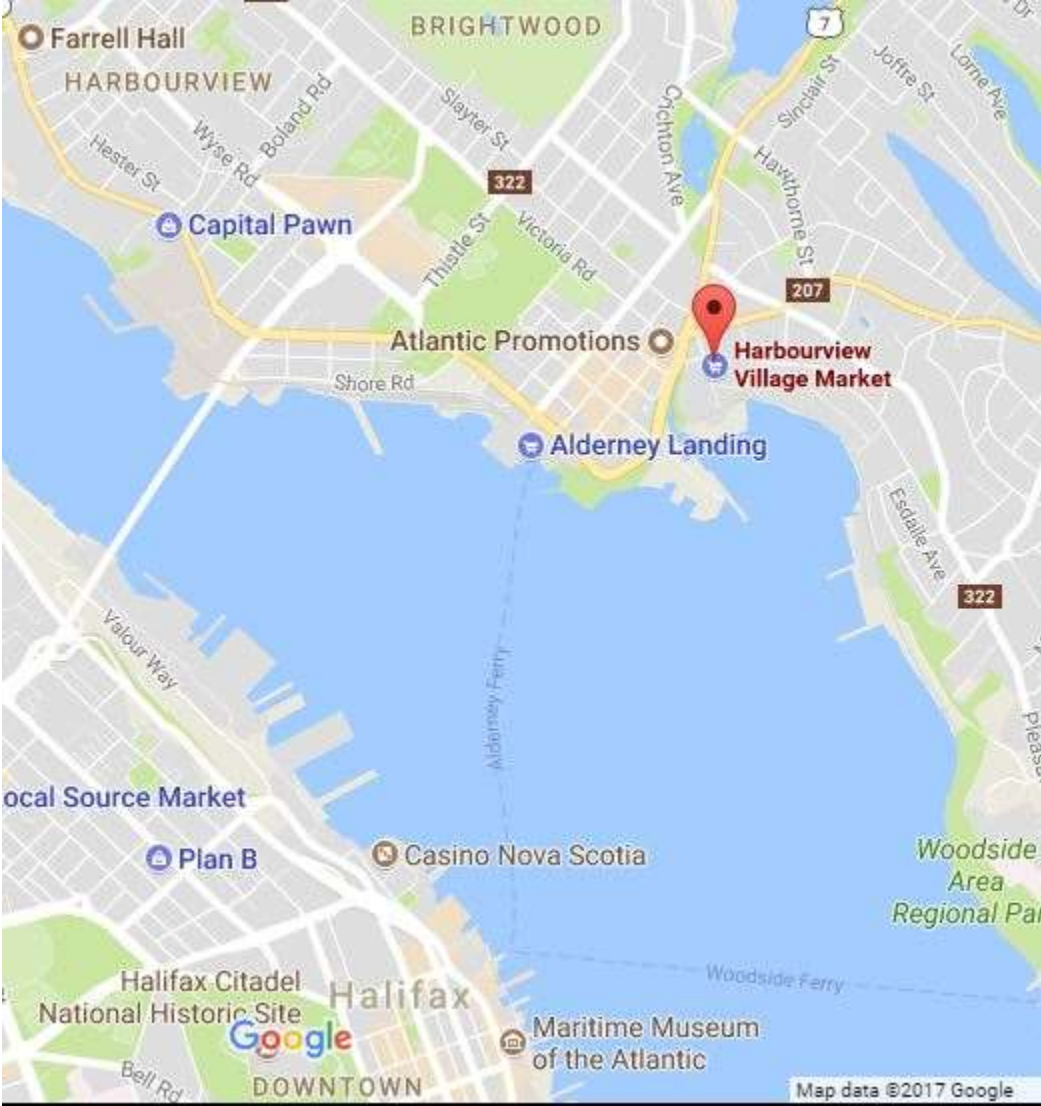 BRIGHTWOOD
7
Dr
Farrell Hall
HARBOURVIEW
Joffre St
Lorne Ave
Sinclair St
Slayter St
Crichton Ave
Boland Rd
Wyse Rd
Hester St
Hawthorne St
322
Capital Pawn
Thistle St
Victoria Rd
207
Atlantic Promotions
Harbourview
Village Market
Shore Rd
Alderney Landing
Esdaile Ave
322
Valour Way
Alderney Ferry
Pleasa
ocal Source Market
Plan B
Casino Nova Scotia
Woodside
Area
Regional Par
Woodside Ferry
Halifax Citadel
National Historic Site
Halifax
Google
Maritime Museum
of the Atlantic
Bell Rd
DOWNTOWN
Map data ©2017 Google